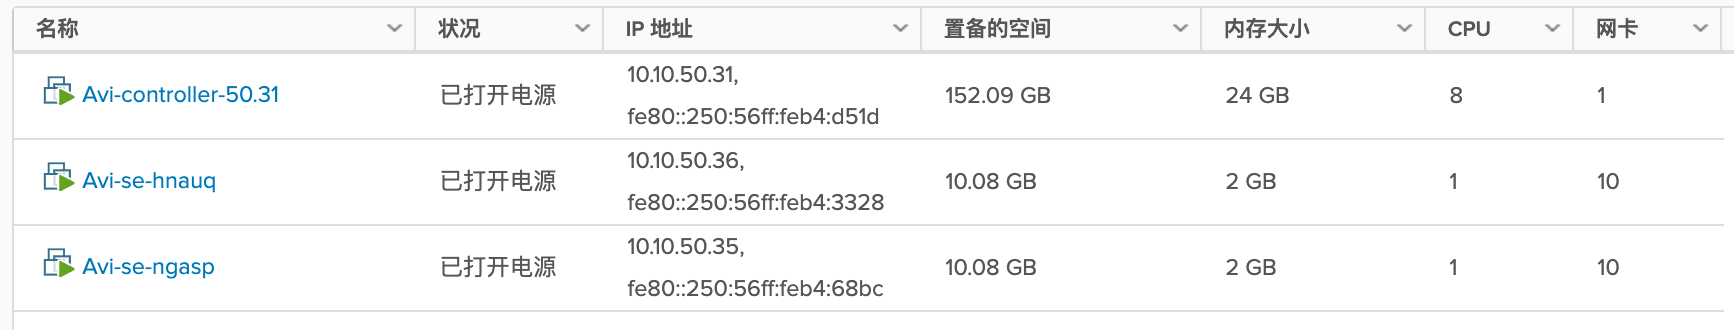 名称 状况 IP 地址 置备的空间 内存大小 CPU 网卡
Avi-controller-50.31 已打开电源 10.10.50.31, fe80::250:56ff:feb4:d51d 152.09 GB 24 GB 8 1
Avi-se-hnauq 已打开电源 10.10.50.36, fe80::250:56ff:feb4:3328 10.08 GB 2 GB 1 10
Avi-se-ngasp 已打开电源 10.10.50.35, fe80::250:56ff:feb4:68bc 10.08 GB 2 GB 1 10